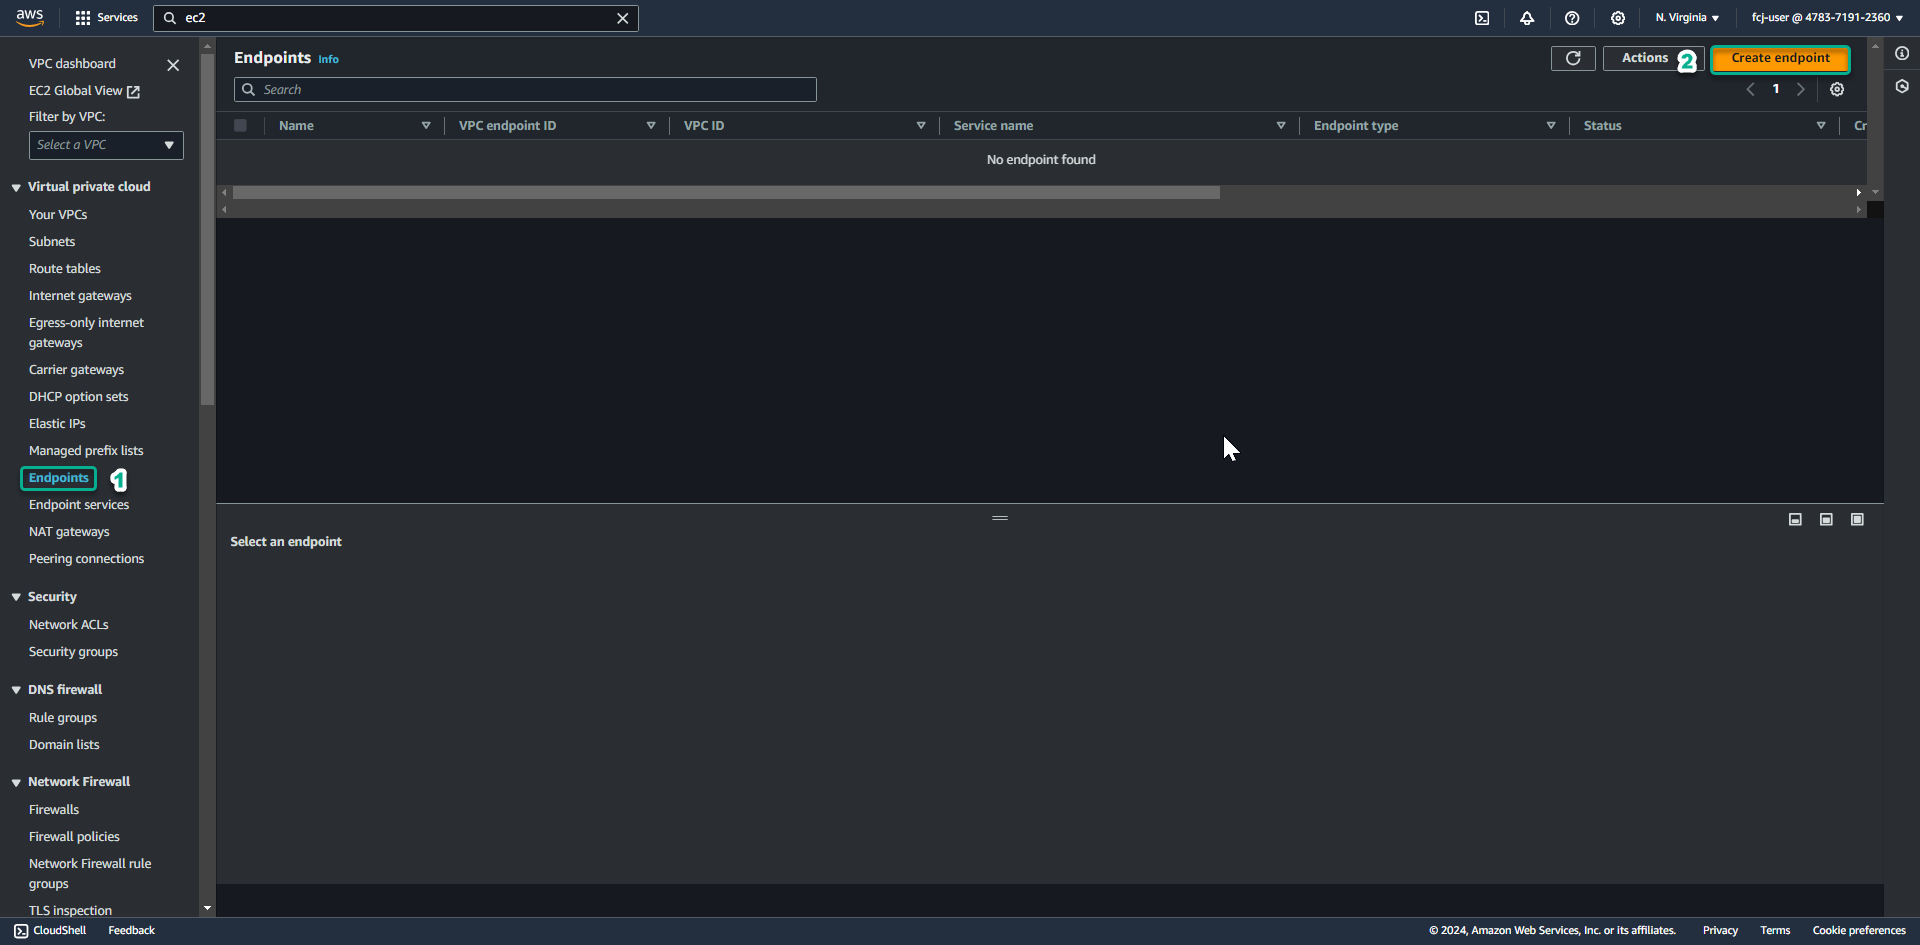 aws
Services
ec2
N. Virginia
fcj-user @ 4783-7191-2360
VPC dashboard
EC2 Global View
Filter by VPC:
Select a VPC
Virtual private cloud
Your VPCs
Subnets
Route tables
Internet gateways
Egress-only internet
gateways
Carrier gateways
DHCP option sets
Elastic IPs
Managed prefix lists
Endpoints 1
Endpoint services
NAT gateways
Peering connections
Security
Network ACLs
Security groups
DNS firewall
Rule groups
Domain lists
Network Firewall
Firewalls
Firewall policies
Network Firewall rule
groups
TLS inspection
Endpoints Info
Actions 2 Create endpoint
Search
1
Name VPC endpoint ID VPC ID Service name Endpoint type Status Cr
No endpoint found
Select an endpoint
CloudShell Feedback
© 2024, Amazon Web Services, Inc. or its affiliates. Privacy Terms Cookie preferences